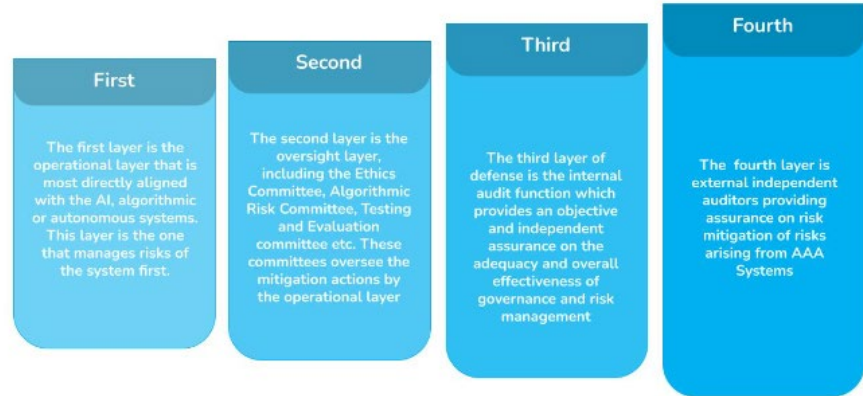 First
The first layer is the
operational layer that is
most directly aligned
with the AI, algorithmic
or autonomous systems.
This layer is the one
that manages risks of
the system first.
Second
The second layer is the
oversight layer,
including the Ethics
Committee, Algorithmic
Risk Committee, Testing
and Evaluation
committee etc. These
committees oversee the
mitigation actions by
the operational layer
Third
The third layer of
defense is the internal
audit function which
provides an objective
and independent
assurance on the
adequacy and overall
effectiveness of
governance and risk
management
Fourth
The fourth layer is
external independent
auditors providing
assurance on risk
mitigation of risks
arising from AAA
Systems